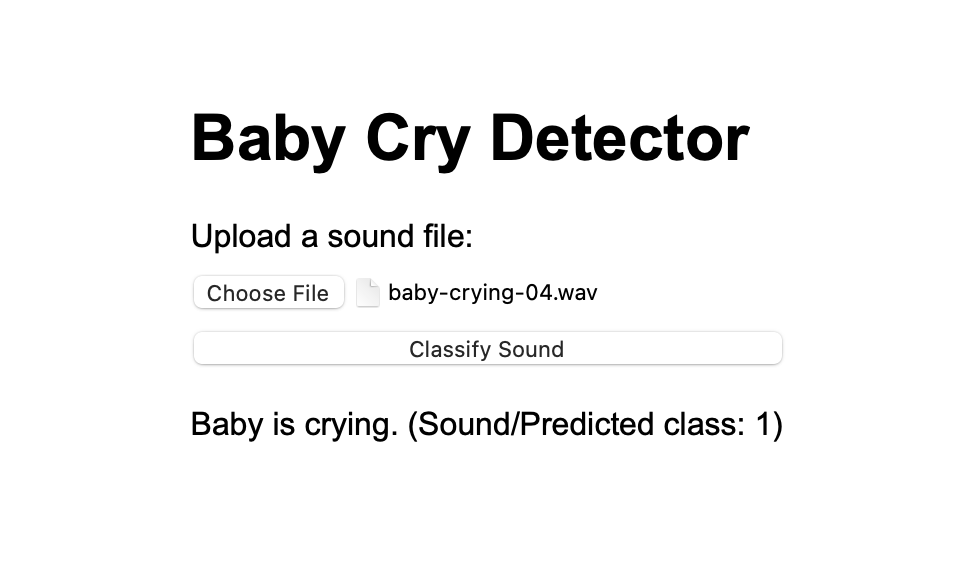 Baby Cry Detector
Upload a sound file:
Choose File baby-crying-04.wav
Classify Sound
Baby is crying. (Sound/Predicted class: 1)